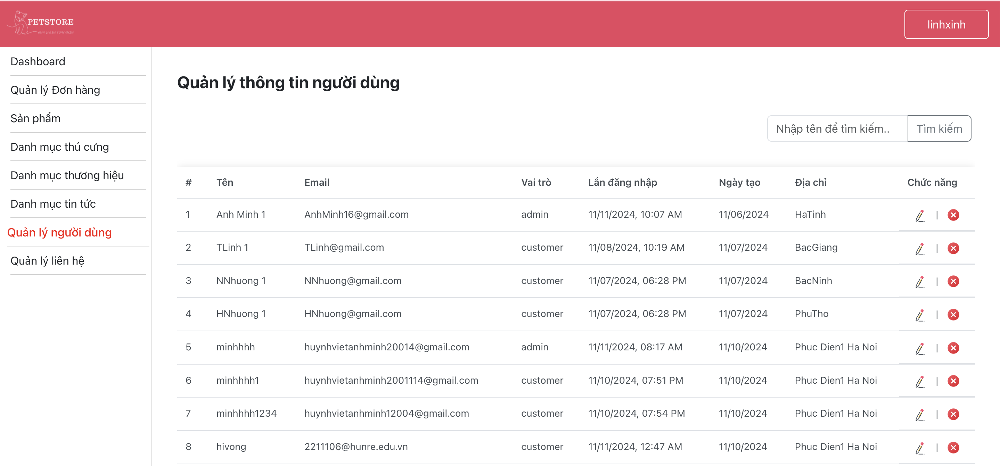 PETSTORE
linhxinh
Dashboard
Quản lý Đơn hàng
Sản phẩm
Danh mục thú cưng
Danh mục thương hiệu
Danh mục tin tức
Quản lý người dùng
Quản lý liên hệ
Quản lý thông tin người dùng
Nhập tên để tìm kiếm.. Tìm kiếm
# Tên Email Vai trò Lần đăng nhập Ngày tạo Địa chỉ Chức năng
1 Anh Minh 1 AnhMinh16@gmail.com admin 11/11/2024, 10:07 AM 11/06/2024 HaTinh |
2 TLinh 1 TLinh@gmail.com customer 11/08/2024, 10:19 AM 11/07/2024 BacGiang |
3 NNhuong 1 NNhuong@gmail.com customer 11/07/2024, 06:28 PM 11/07/2024 BacNinh |
4 HNhuong 1 HNhuong@gmail.com customer 11/07/2024, 06:28 PM 11/07/2024 PhuTho |
5 minhhhh huynhvietanhminh20014@gmail.com admin 11/11/2024, 08:17 AM 11/10/2024 Phuc Dien1 Ha Noi |
6 minhhhh1 huynhvietanhminh2001114@gmail.com customer 11/10/2024, 07:51 PM 11/10/2024 Phuc Dien1 Ha Noi |
7 minhhhh1234 huynhvietanhminh12004@gmail.com customer 11/10/2024, 07:54 PM 11/10/2024 Phuc Dien1 Ha Noi |
8 hivong 2211106@hunre.edu.vn customer 11/11/2024, 12:47 AM 11/10/2024 Phuc Dien1 Ha Noi |